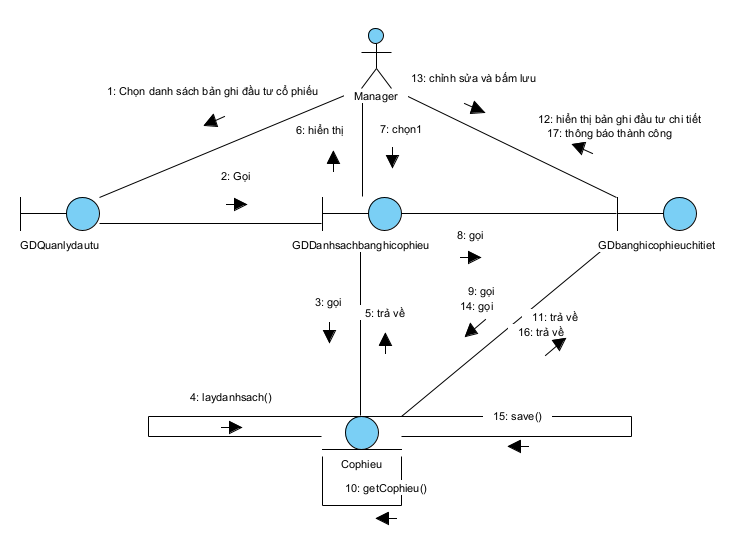 13: chỉnh sửa và bấm lưu
1: Chọn danh sách bản ghi đầu tư cổ phiếu
Manager
12: hiển thị bản ghi đầu tư chi tiết
17: thông báo thành công
6: hiển thị
7: chọn1
2: Gọi
GDQuanlydautu
GDDanhsachbanghicophieu
GDbanghicophieuchitiet
8: gọi
9: gọi
14: gọi
3: gọi
5: trả về
11: trả về
16: trả về
4: laydanhsach()
15: save()
Cophieu
10: getCophieu()